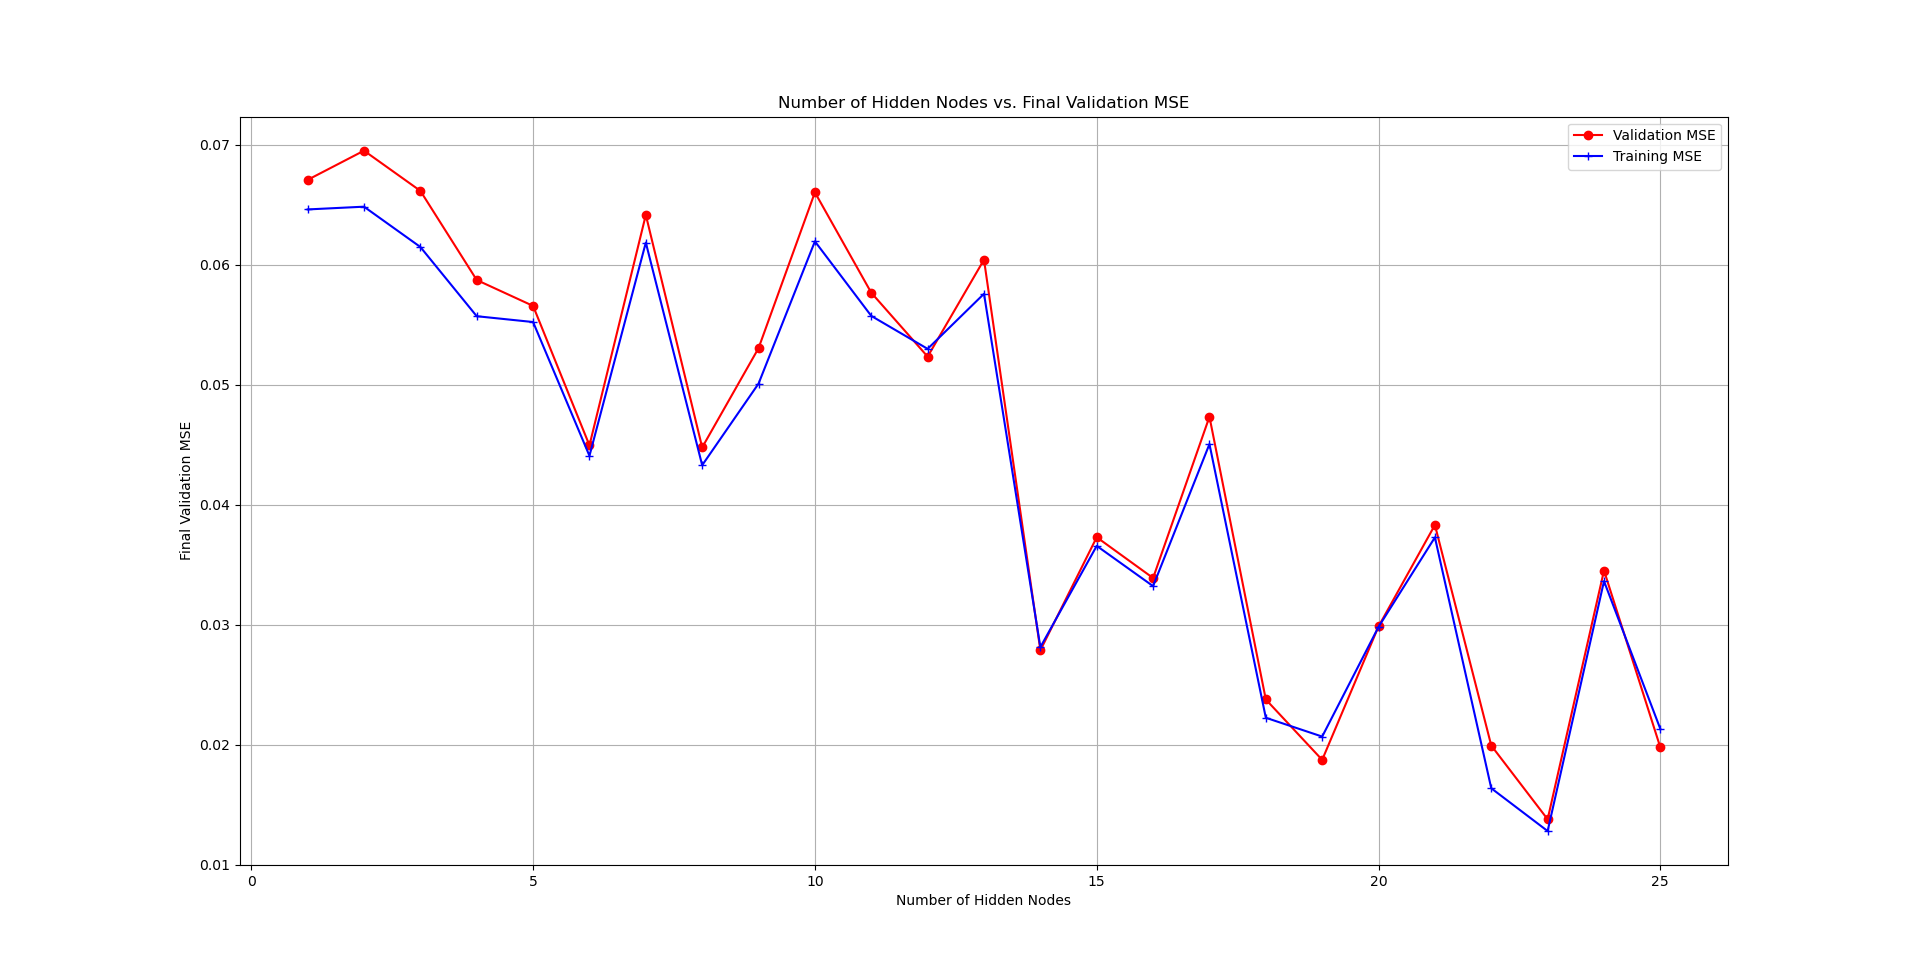 Number of Hidden Nodes vs. Final Validation MSE
Validation MSE
Training MSE
0.07
0.06
0.05
0.04
0.03
0.02
0.01
Final Validation MSE
0 5 10 15 20 25
Number of Hidden Nodes